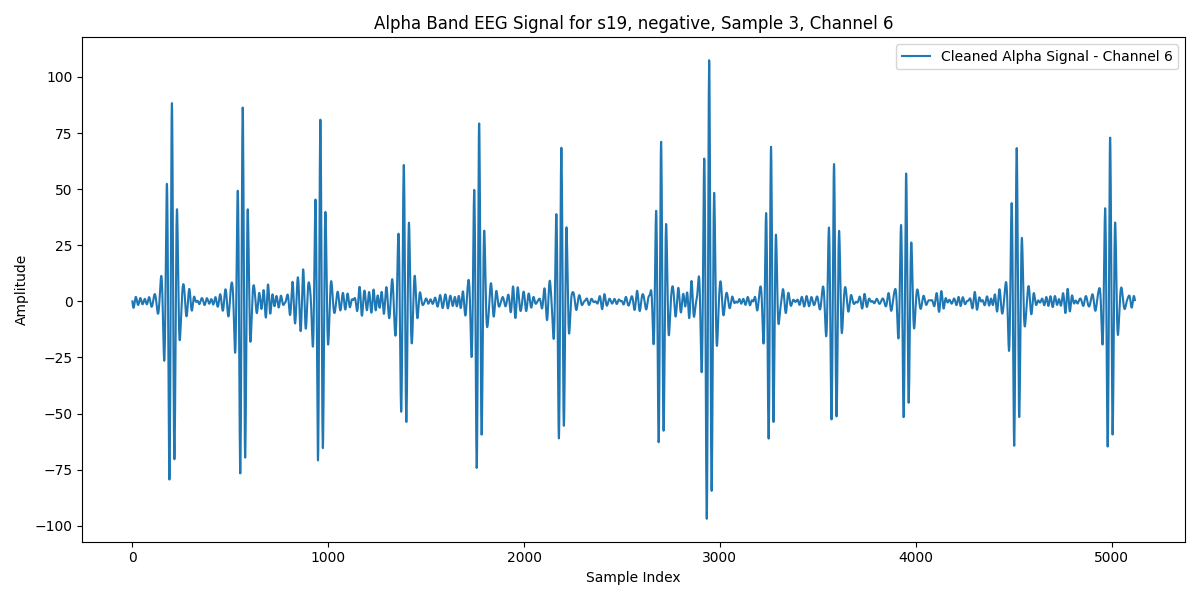 Alpha Band EEG Signal for s19, negative, Sample 3, Channel 6
Cleaned Alpha Signal - Channel 6
Amplitude
100
75
50
25
0
−25
−50
−75
−100
0 1000 2000 3000 4000 5000
Sample Index